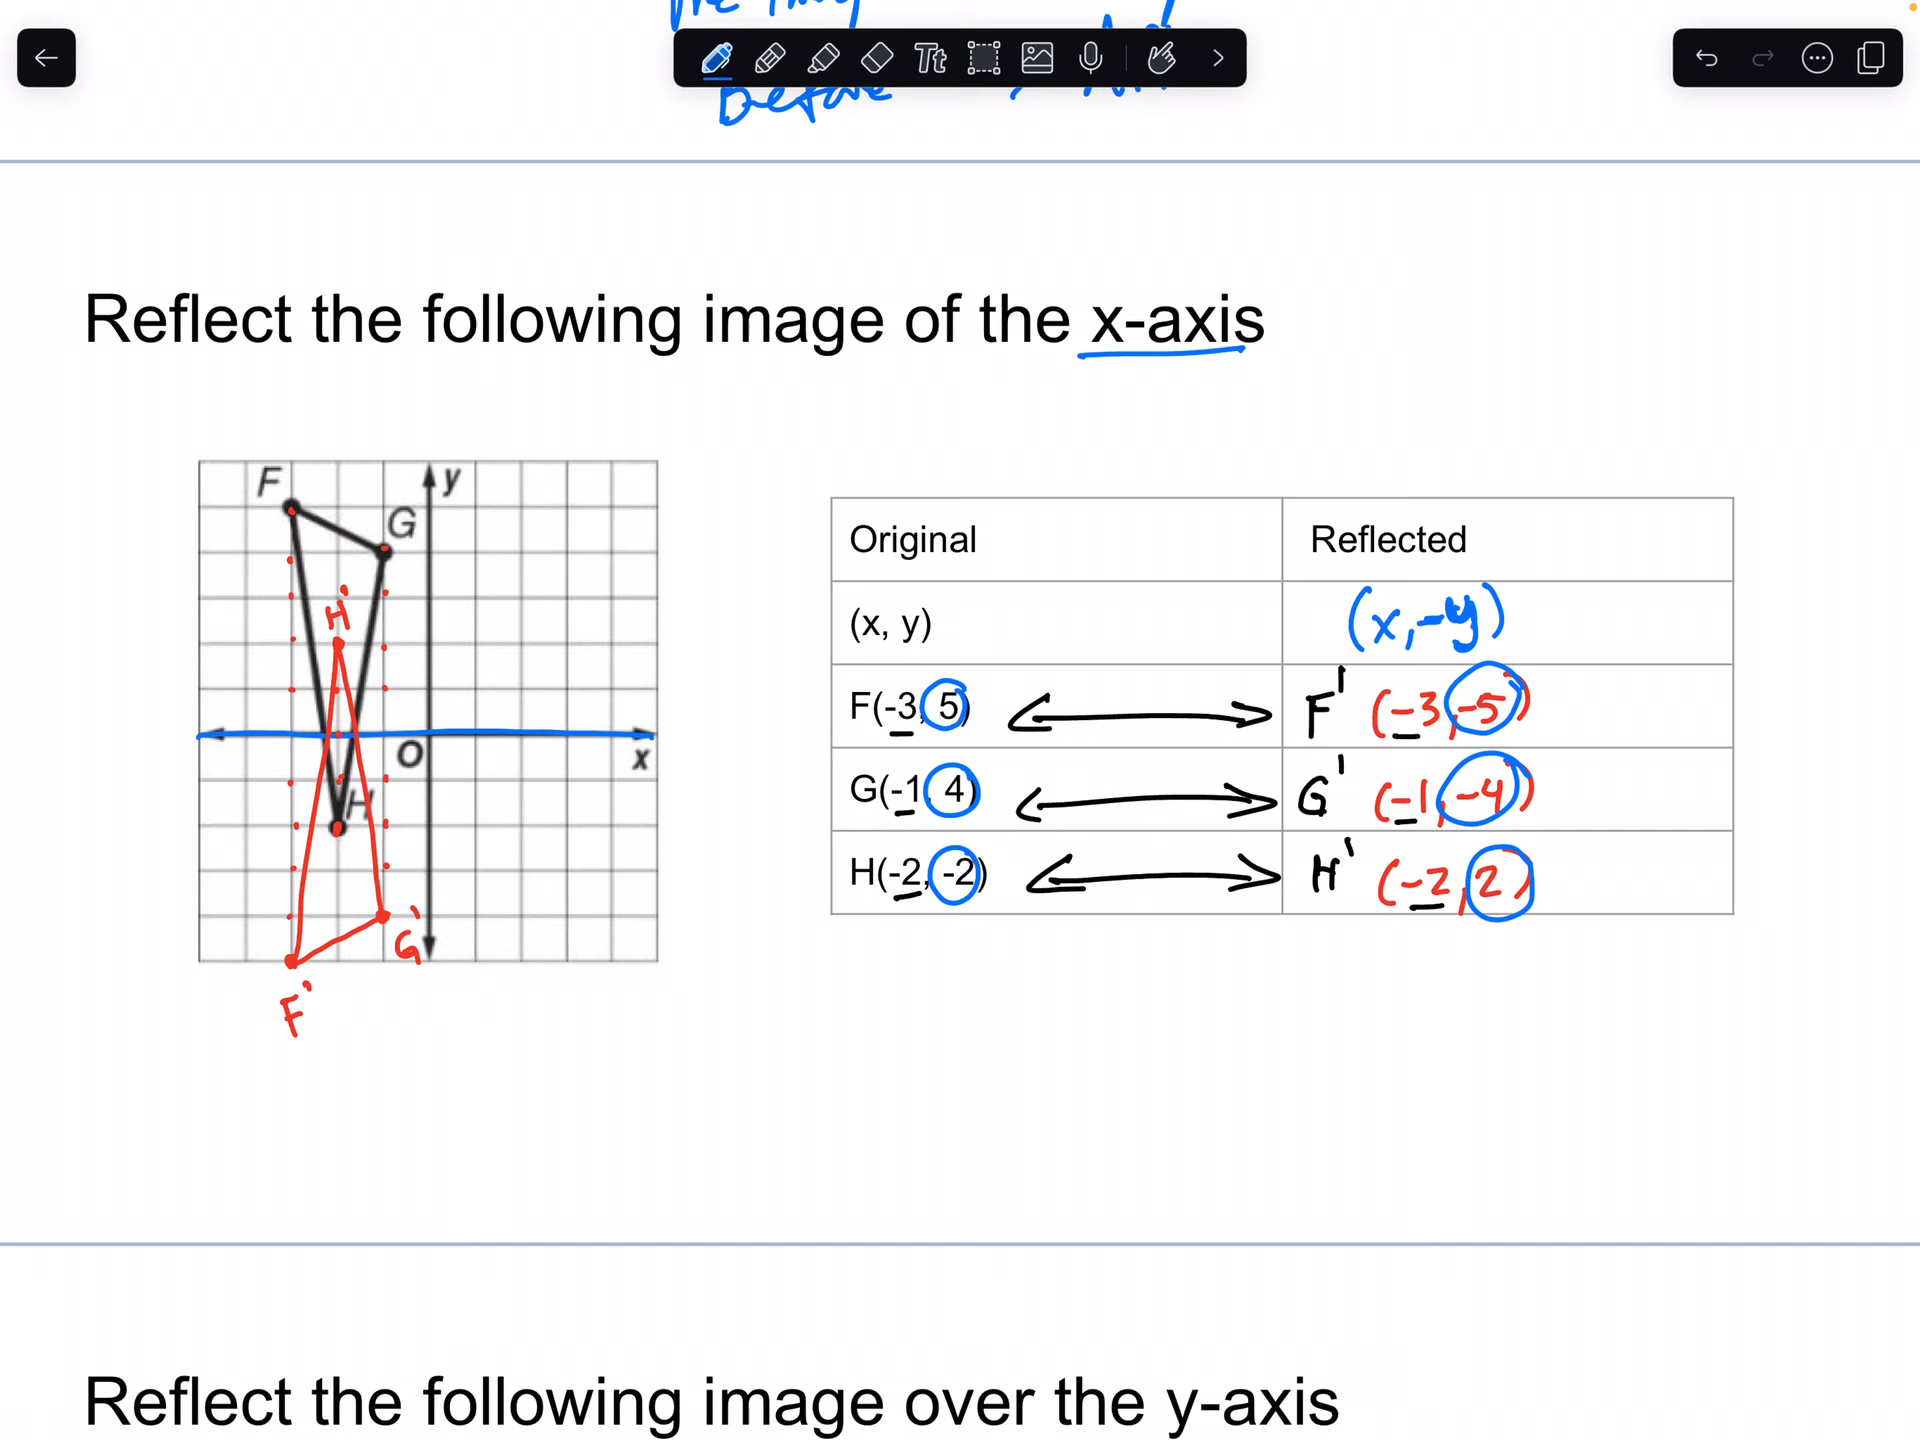 Before
Reflect the following image of the x-axis
F
y
G
H'
O
x
H
G'
F'
Original Reflected
(x, y) (x,-y)
F(-3, 5) F' (-3,-5)
G(-1, 4) G' (-1,-4)
H(-2, -2) H' (-2,2)
Reflect the following image over the y-axis